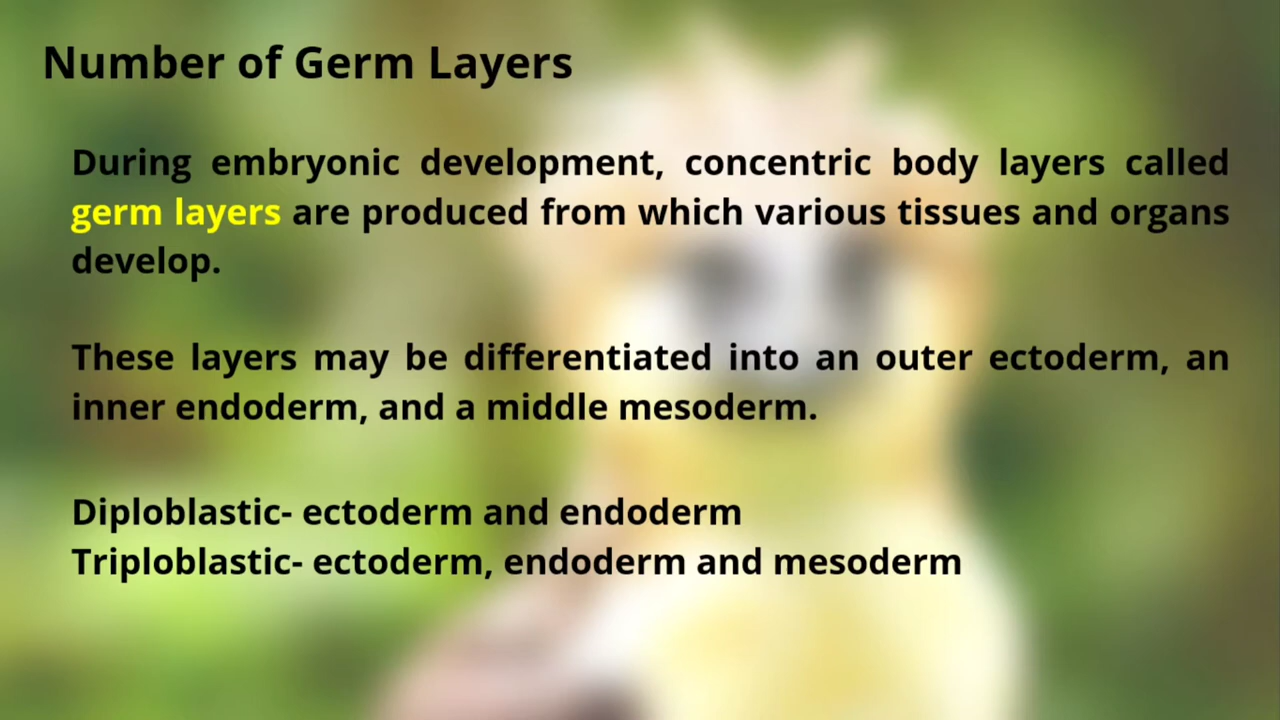 Number of Germ Layers
During embryonic development, concentric body layers called
germ layers are produced from which various tissues and organs
develop.
These layers may be differentiated into an outer ectoderm, an
inner endoderm, and a middle mesoderm.
Diploblastic- ectoderm and endoderm
Triploblastic- ectoderm, endoderm and mesoderm